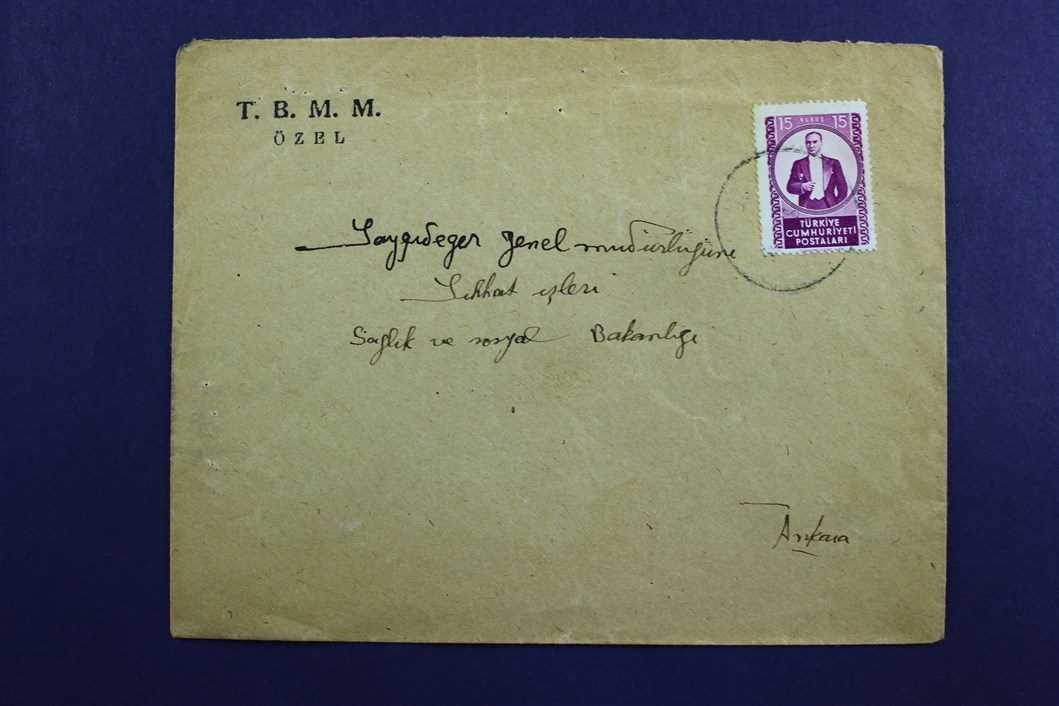 T. B. M. M.
ÖZEL
15 KURUŞ 15
TÜRKİYE
CUMHURİYETİ
POSTALARI
Saygıdeğer genel müdürlüğüne
Sıhhat işleri
Sağlık ve sosyal Bakanlığı
Ankara